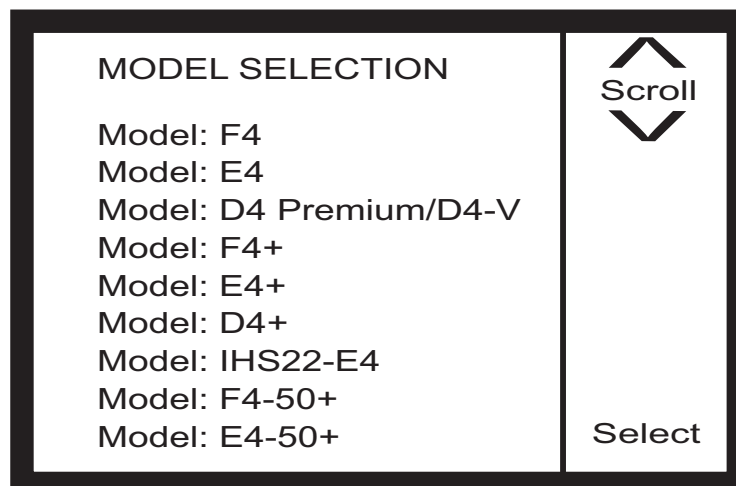 MODEL SELECTION
Model: F4
Model: E4
Model: D4 Premium/D4-V
Model: F4+
Model: E4+
Model: D4+
Model: IHS22-E4
Model: F4-50+
Model: E4-50+
Scroll
Select